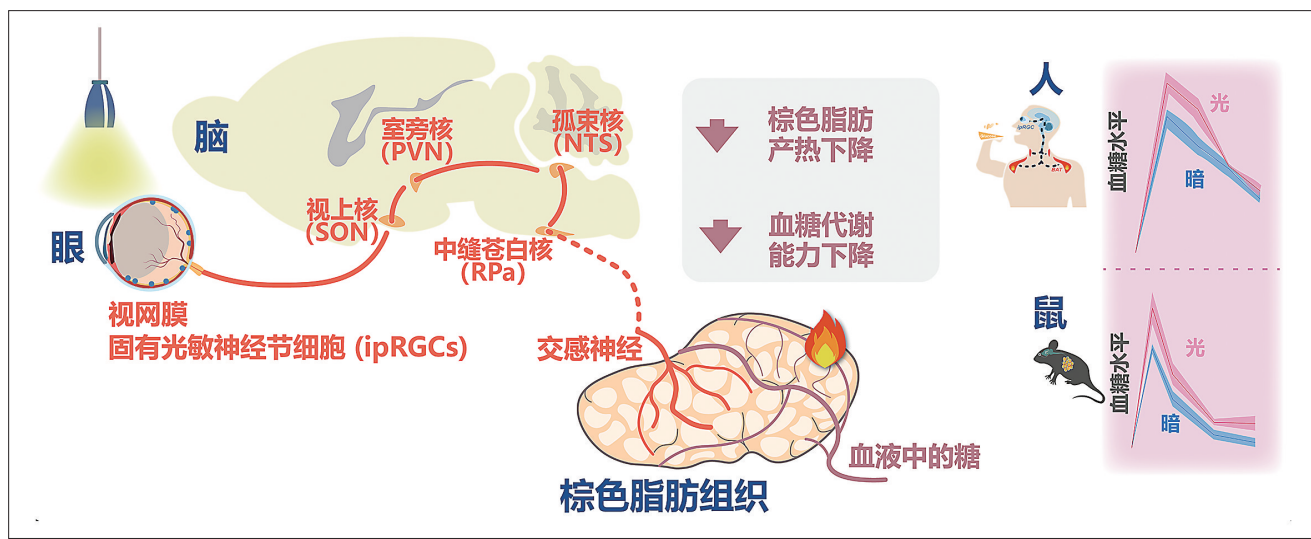 脑
眼
视网膜
固有光敏神经节细胞 (ipRGCs)
视上核
(SON)
室旁核
(PVN)
孤束核
(NTS)
中缝苍白核
(RPa)
交感神经
棕色脂肪组织
血液中的糖
棕色脂肪
产热下降
血糖代谢
能力下降
人
ipRGC
BAT
血糖水平
光
暗
鼠
血糖水平
光
暗